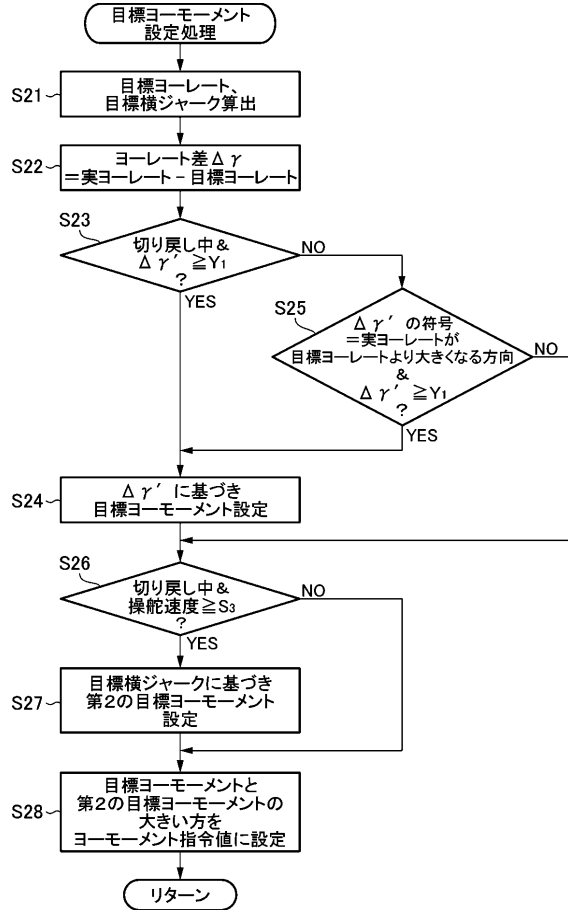 目標ヨーモーメント
設定処理
S21
目標ヨーレート、
目標横ジャーク算出
S22
ヨーレート差Δγ
＝実ヨーレート－目標ヨーレート
S23
切り戻し中＆
Δγ′≧Y₁
？
NO
YES
S25
Δγ′の符号
＝実ヨーレートが
目標ヨーレートより大きくなる方向
＆
Δγ′≧Y₁
？
NO
YES
S24
Δγ′に基づき
目標ヨーモーメント設定
S26
切り戻し中＆
操舵速度≧S₃
？
NO
YES
S27
目標横ジャークに基づき
第2の目標ヨーモーメント
設定
S28
目標ヨーモーメントと
第2の目標ヨーモーメントの
大きい方を
ヨーモーメント指令値に設定
リターン